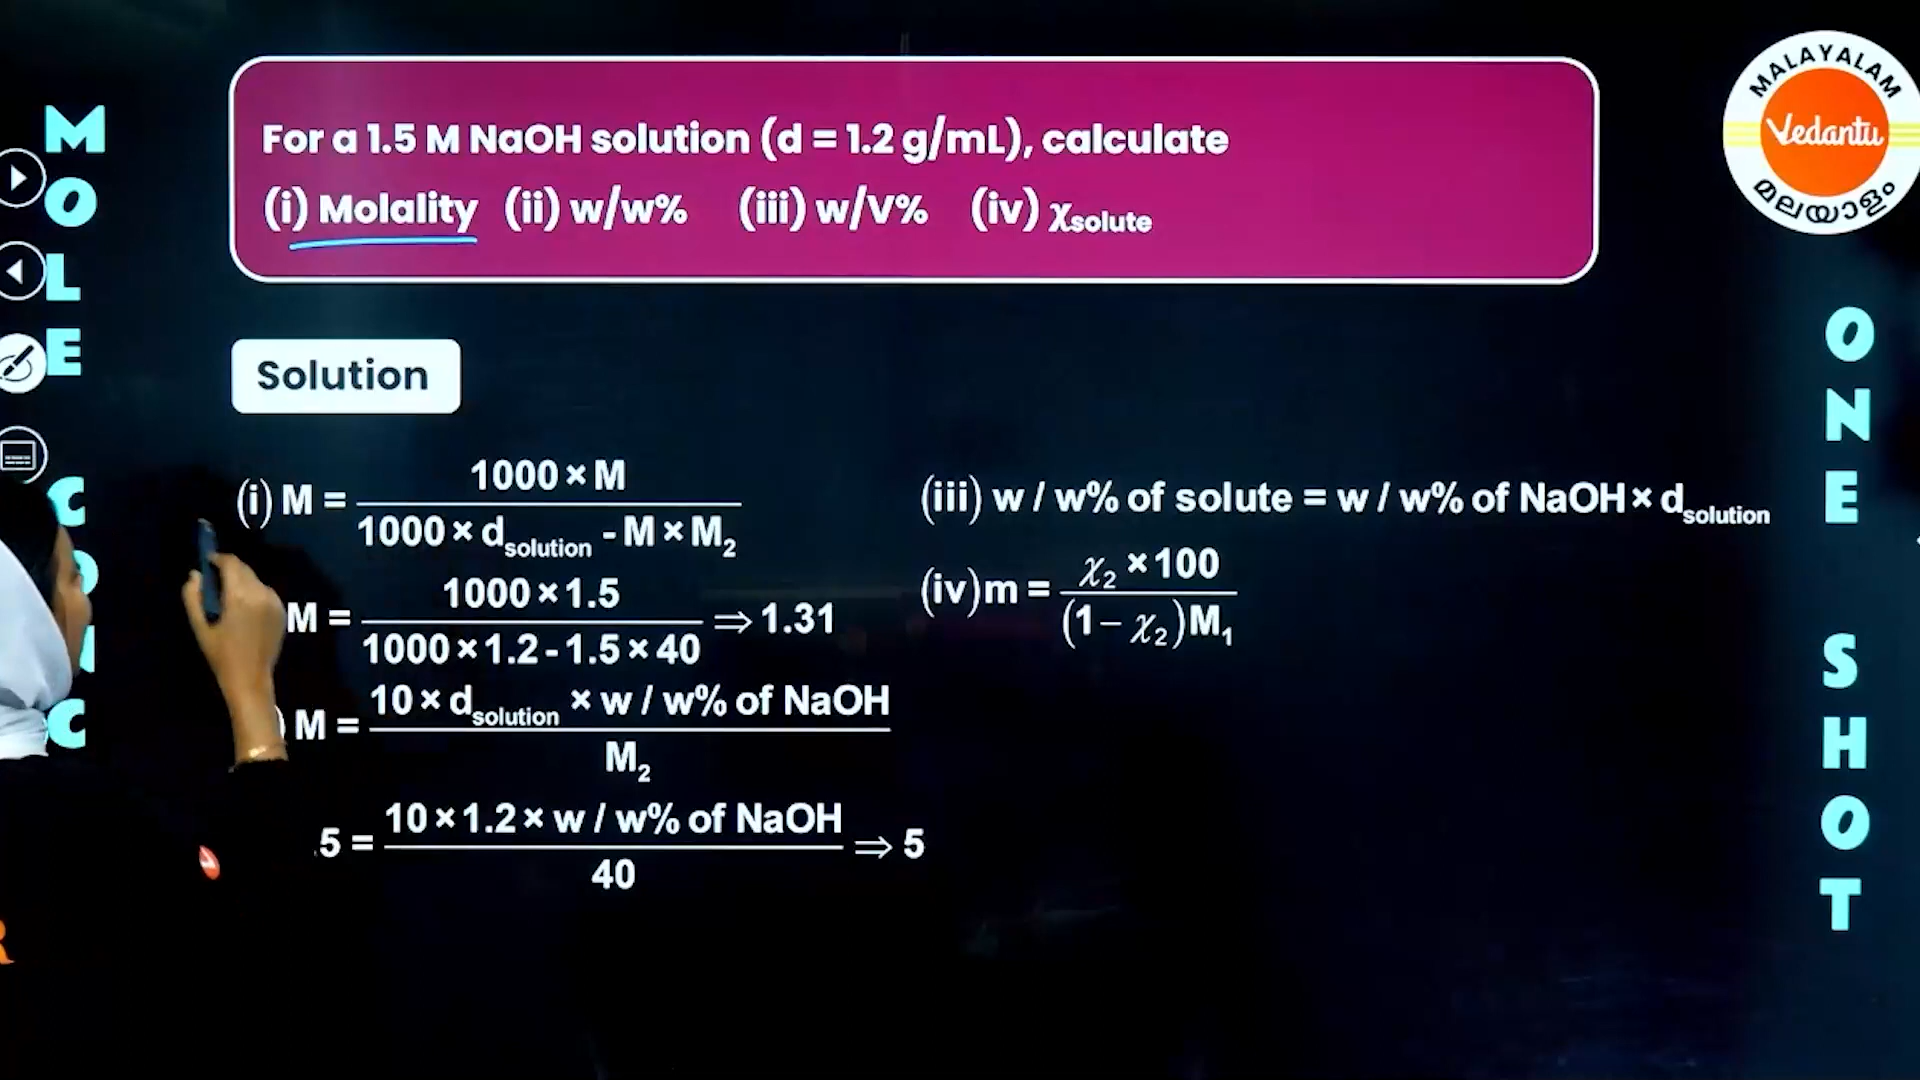 MOLE
CONC
For a 1.5 M NaOH solution (d = 1.2 g/mL), calculate
(i) Molality (ii) w/w% (iii) w/V% (iv) χsolute
Solution
(i) M = 1000 × M / 1000 × dsolution - M × M2
M = 1000 × 1.5 / 1000 × 1.2 - 1.5 × 40 ⇒ 1.31
) M = 10 × dsolution × w / w% of NaOH / M2
.5 = 10 × 1.2 × w / w% of NaOH / 40 ⇒ 5
(iii) w / w% of solute = w / w% of NaOH × dsolution
(iv) m = χ2 × 100 / (1 – χ2)M1
MALAYALAM
Vedantu
മലയാളം
ONE
SHOT
R